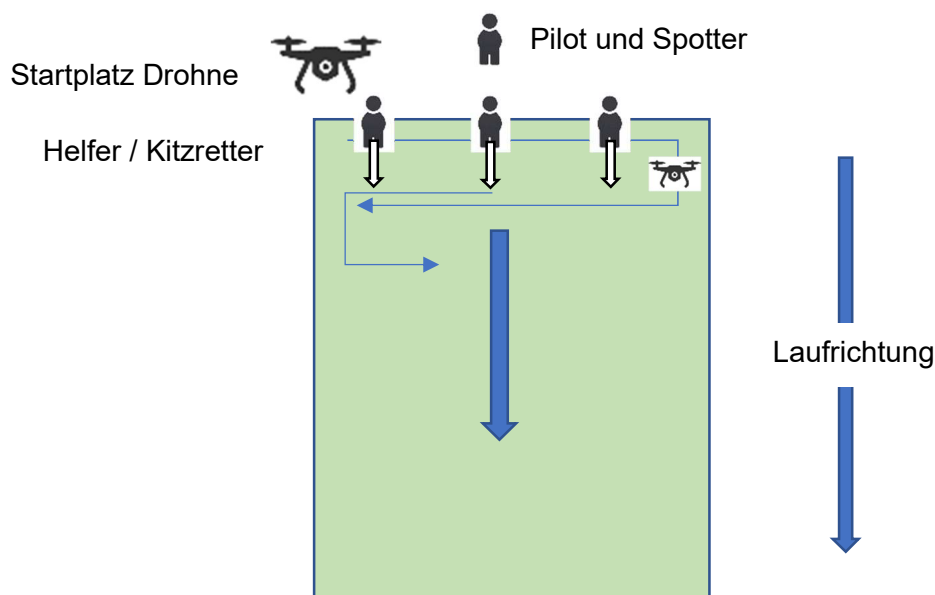 Pilot und Spotter
Startplatz Drohne
Helfer / Kitzretter
Laufrichtung